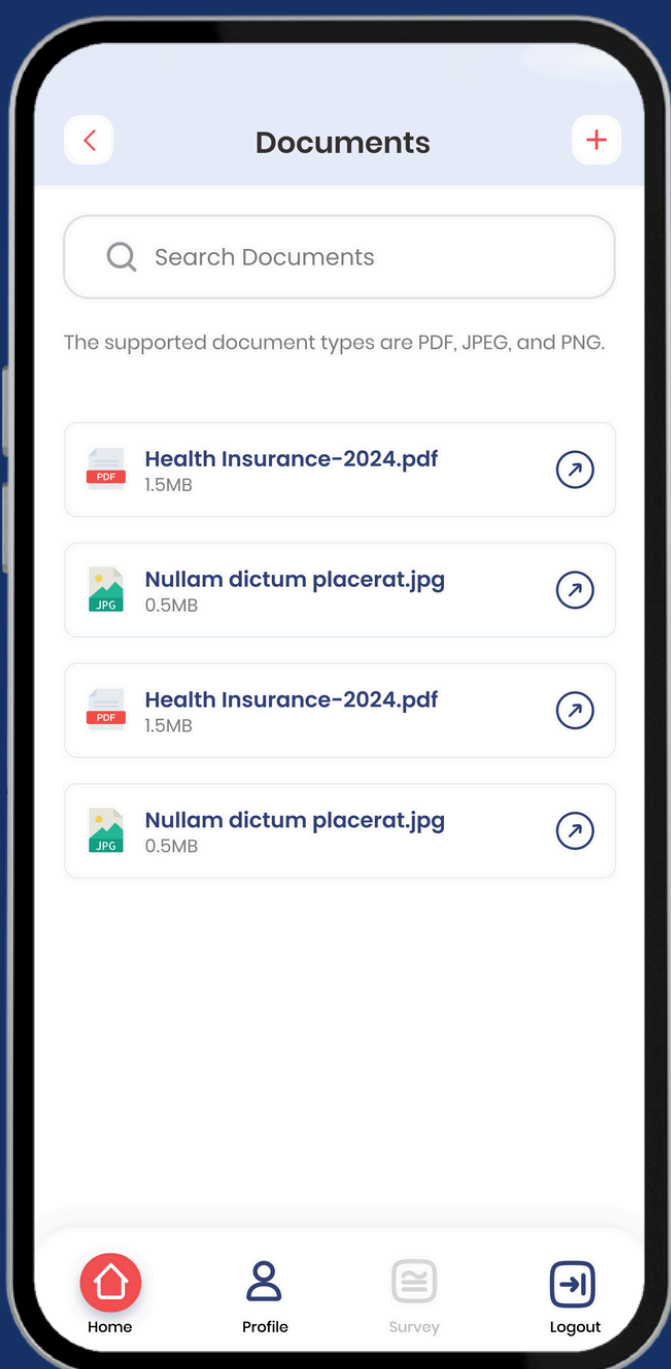 Documents
Search Documents
The supported document types are PDF, JPEG, and PNG.
PDF
Health Insurance-2024.pdf
1.5MB
JPG
Nullam dictum placerat.jpg
0.5MB
PDF
Health Insurance-2024.pdf
1.5MB
JPG
Nullam dictum placerat.jpg
0.5MB
Home Profile Survey Logout